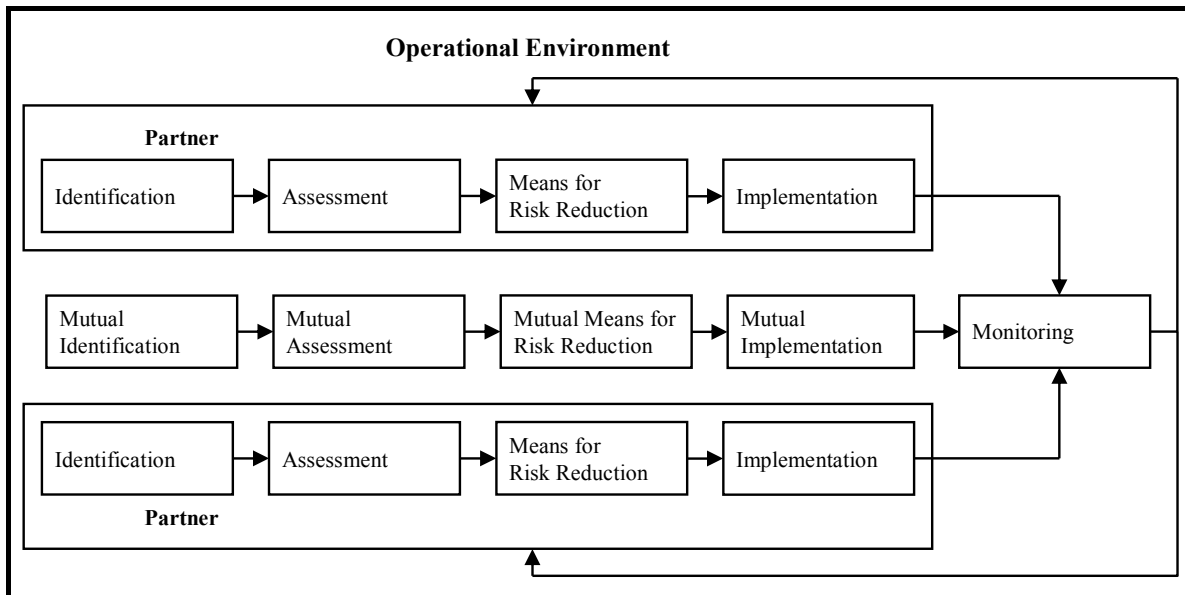 Operational Environment
Partner
Identification
Assessment
Means for
Risk Reduction
Implementation
Mutual
Identification
Mutual
Assessment
Mutual Means for
Risk Reduction
Mutual
Implementation
Monitoring
Identification
Assessment
Means for
Risk Reduction
Implementation
Partner